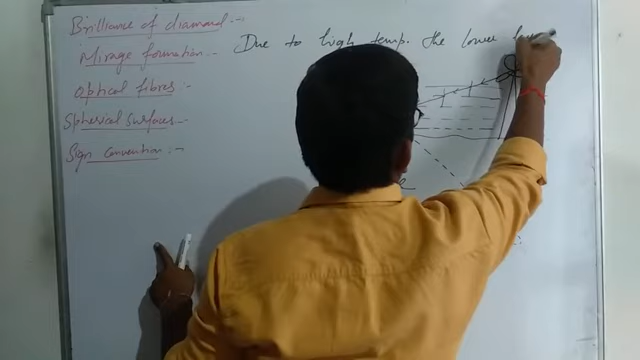 Brilliance of diamond :-
Mirage formation :-
Optical fibres :-
Spherical surfaces :-
Sign convention :-
Due to high temp. the lower